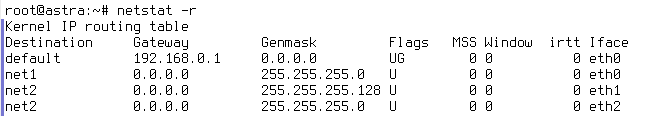 root@astra:~# netstat -r
Kernel IP routing table
Destination     Gateway         Genmask         Flags   MSS Window  irtt Iface
default         192.168.0.1     0.0.0.0         UG        0 0          0 eth0
net1            0.0.0.0         255.255.255.0   U         0 0          0 eth0
net2            0.0.0.0         255.255.255.128 U         0 0          0 eth1
net2            0.0.0.0         255.255.255.0   U         0 0          0 eth2